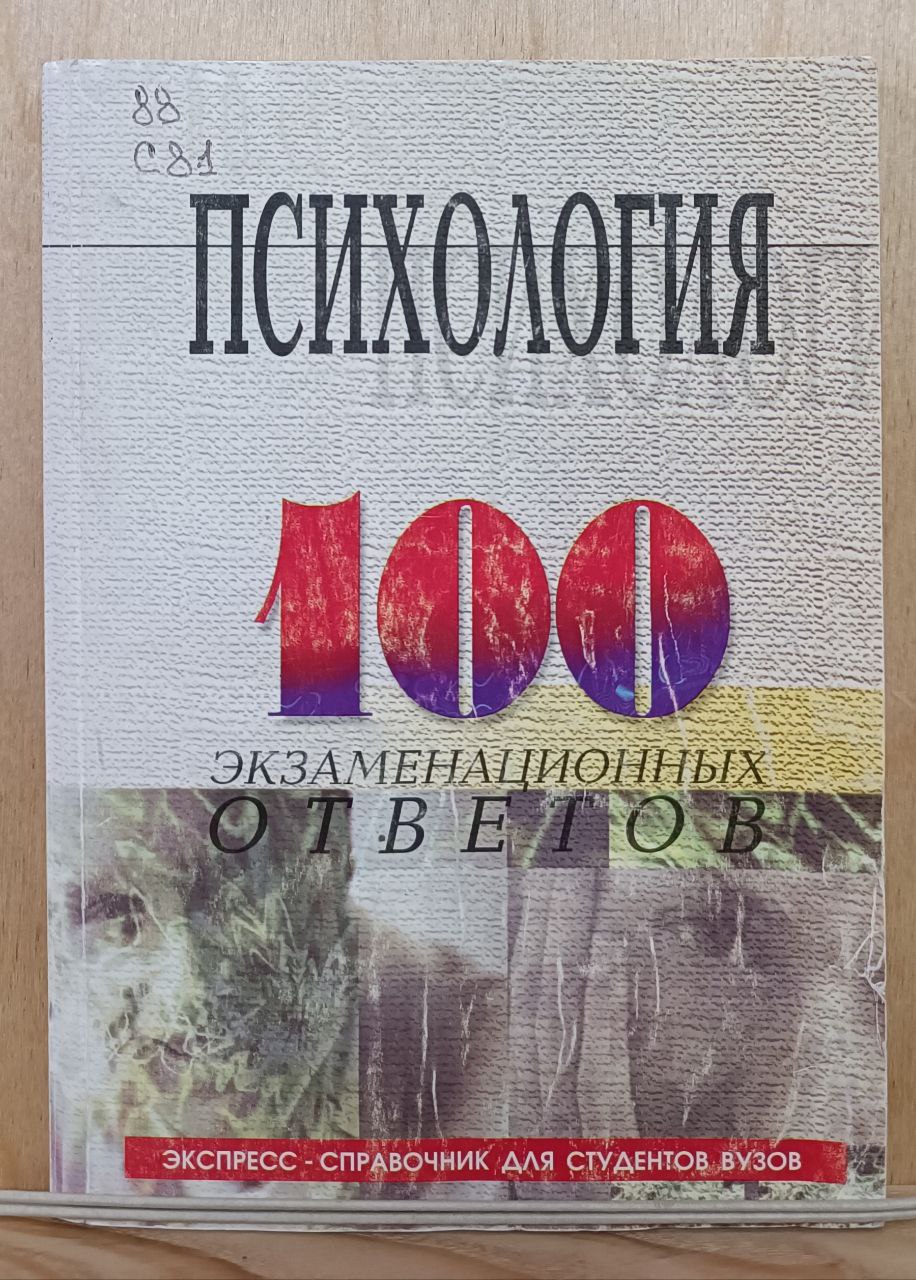 88
С81
ПСИХОЛОГИЯ
100
ЭКЗАМЕНАЦИОННЫХ
ОТВЕТОВ
ЭКСПРЕСС - СПРАВОЧНИК ДЛЯ СТУДЕНТОВ ВУЗОВ